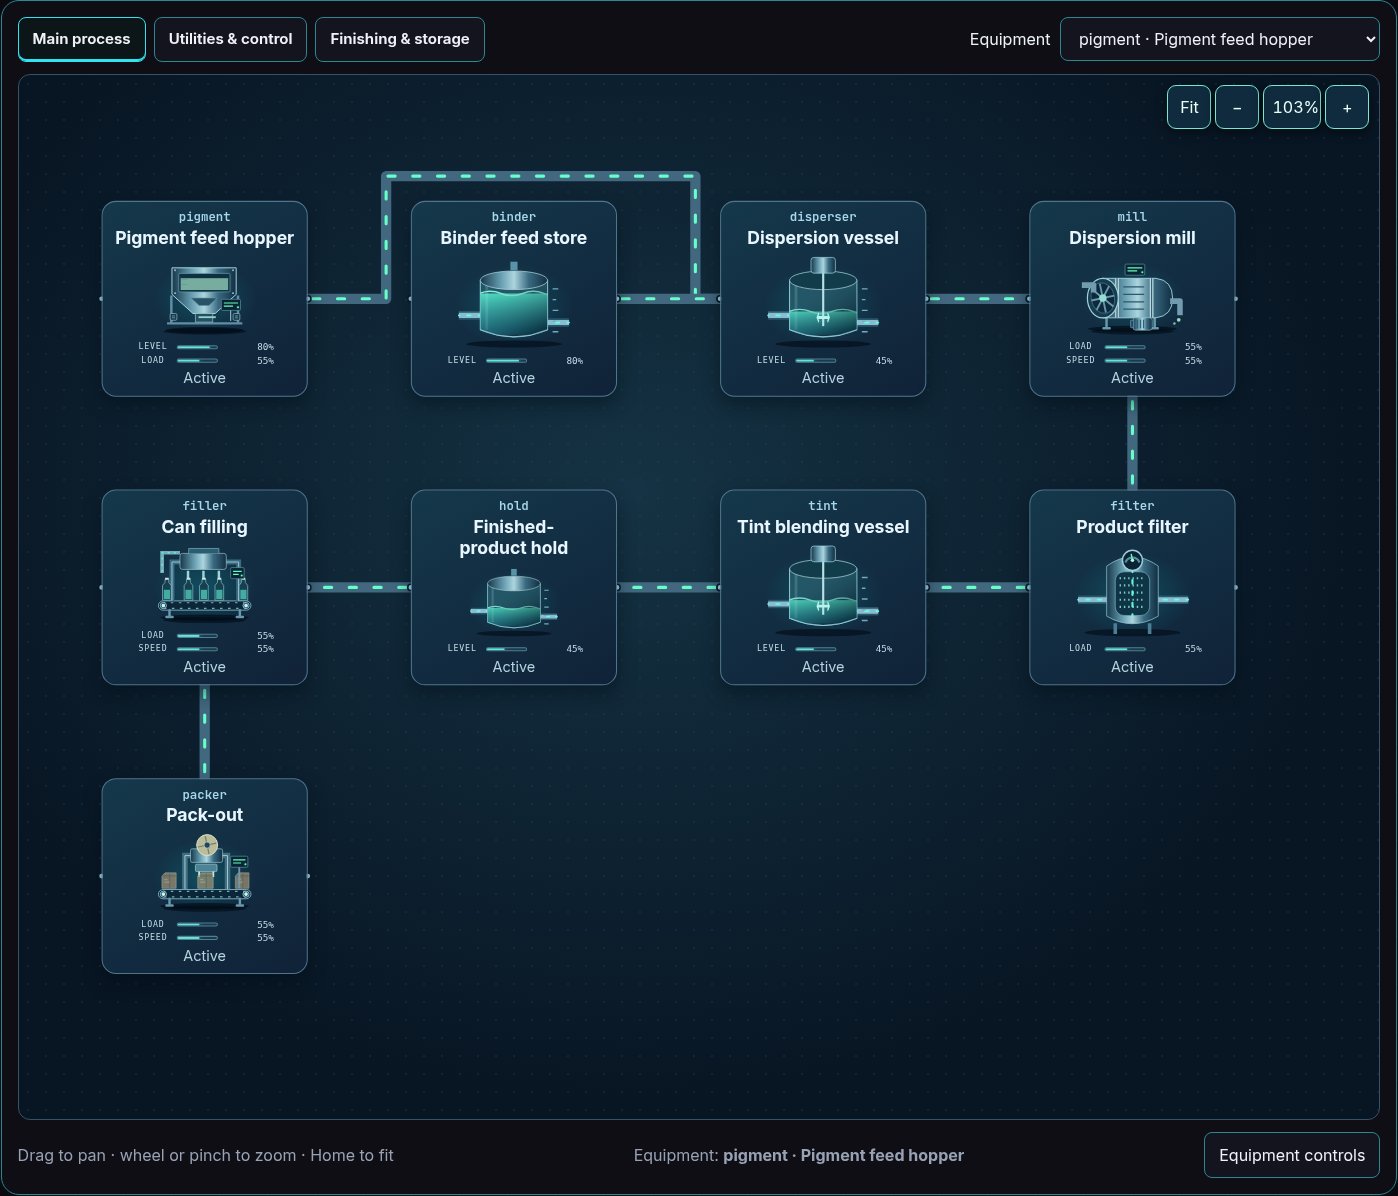 Main process
Utilities & control
Finishing & storage
Equipment
pigment · Pigment feed hopper
Fit
−
103%
+
pigment
Pigment feed hopper
LEVEL 80%
LOAD 55%
Active
binder
Binder feed store
LEVEL 80%
Active
disperser
Dispersion vessel
LEVEL 45%
Active
mill
Dispersion mill
LOAD 55%
SPEED 55%
Active
filler
Can filling
LOAD 55%
SPEED 55%
Active
hold
Finished-
product hold
LEVEL 45%
Active
tint
Tint blending vessel
LEVEL 45%
Active
filter
Product filter
LOAD 55%
Active
packer
Pack-out
LOAD 55%
SPEED 55%
Active
Drag to pan · wheel or pinch to zoom · Home to fit
Equipment: pigment · Pigment feed hopper
Equipment controls